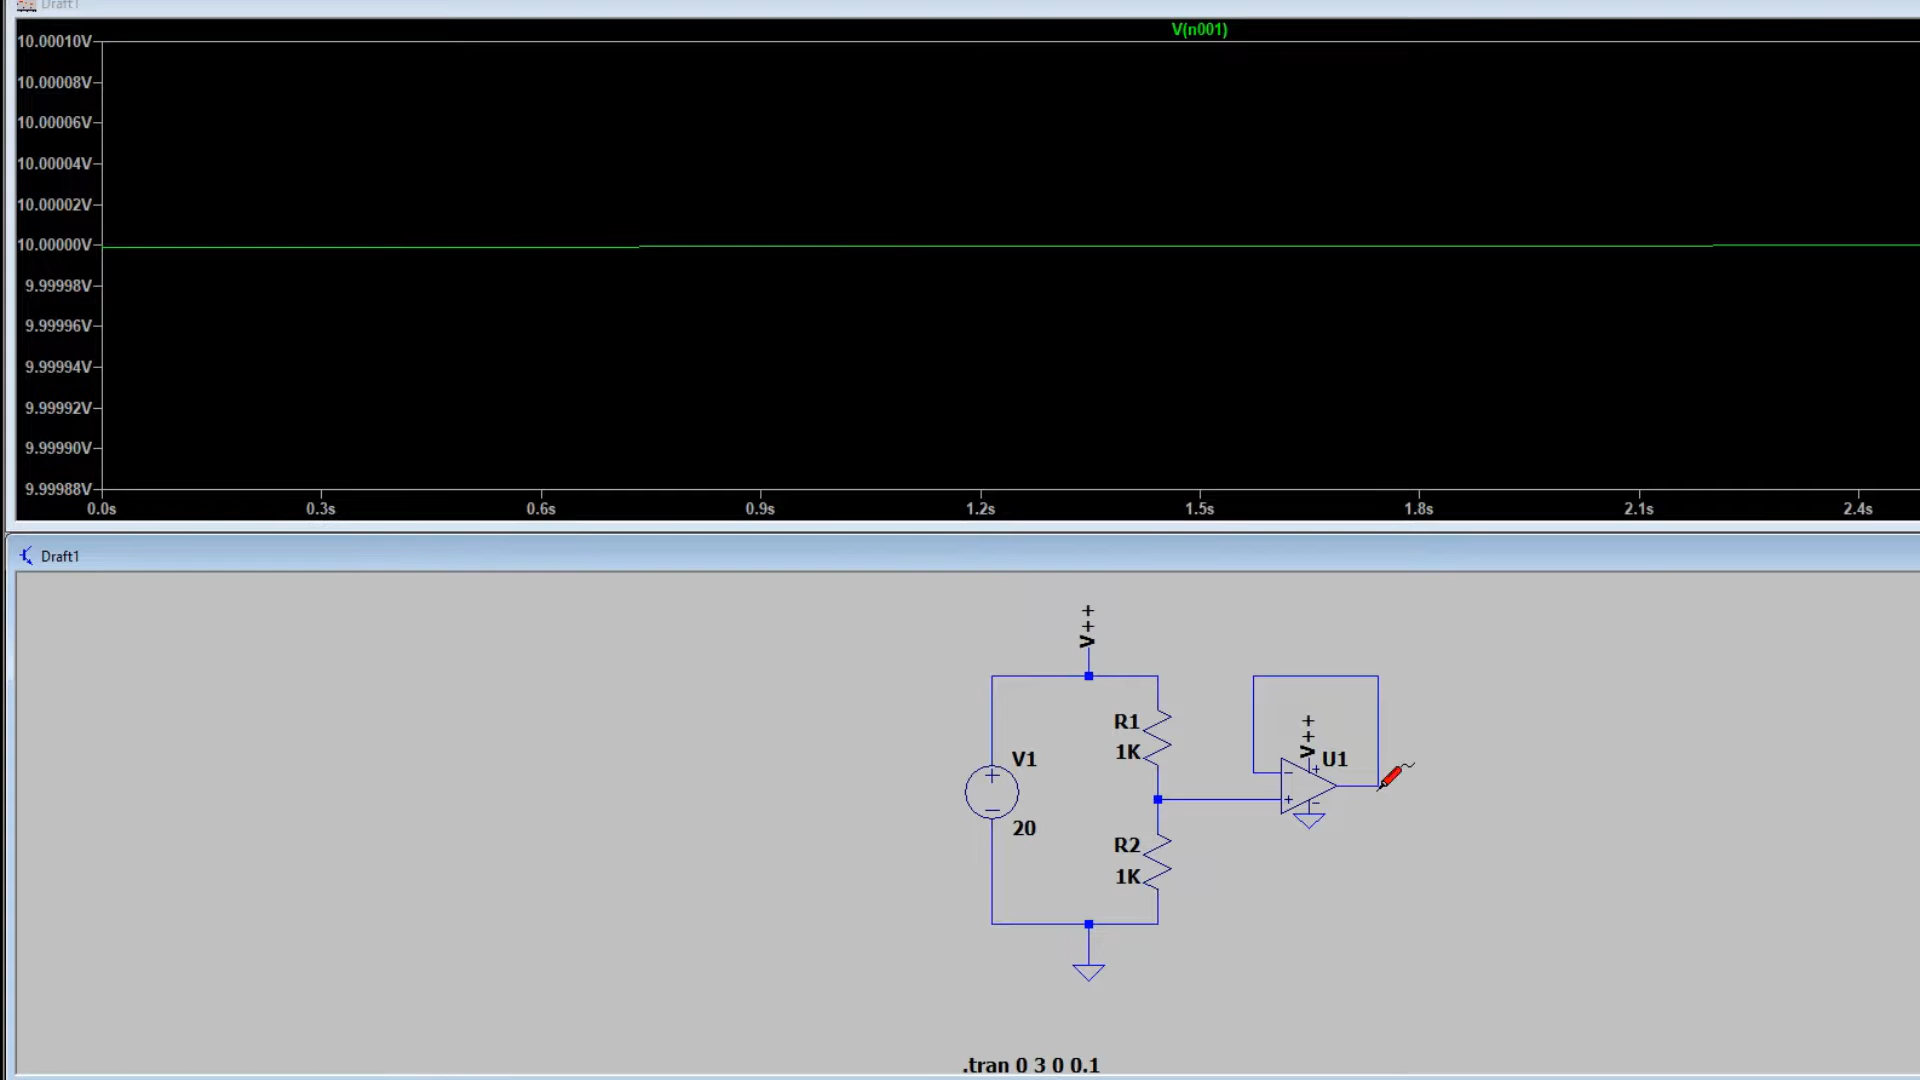 Draft1
V(n001)
10.00010V
10.00008V
10.00006V
10.00004V
10.00002V
10.00000V
9.99998V
9.99996V
9.99994V
9.99992V
9.99990V
9.99988V
0.0s 0.3s 0.6s 0.9s 1.2s 1.5s 1.8s 2.1s 2.4s
Draft1
V++
R1
1K
V++
U1
V1
20
R2
1K
.tran 0 3 0 0.1